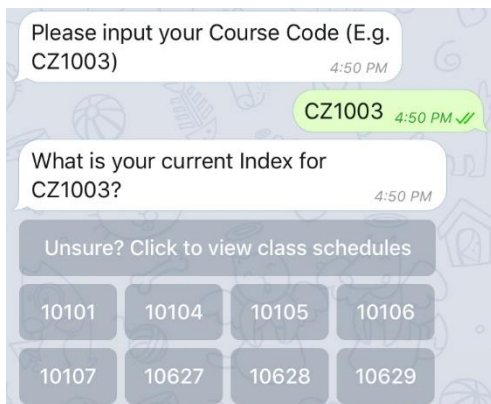 Please input your Course Code (E.g.
CZ1003)
4:50 PM
CZ1003 4:50 PM
What is your current Index for
CZ1003?
4:50 PM
Unsure? Click to view class schedules
10101 10104 10105 10106
10107 10627 10628 10629